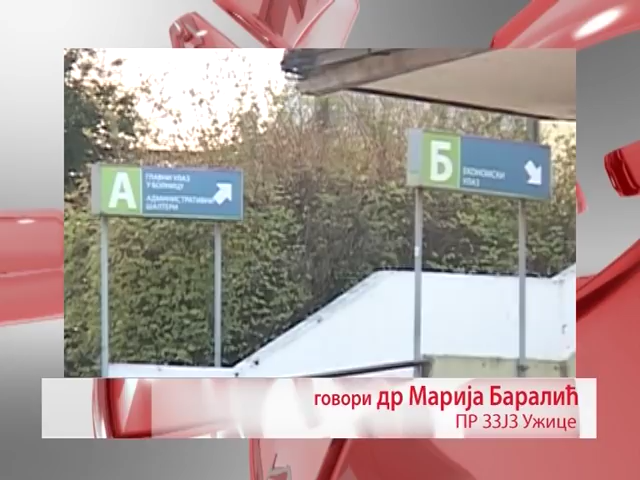 А
ГЛАВНИ УЛАЗ
У БОЛНИЦУ
АДМИНИСТРАТИВНИ
ШАЛТЕРИ
Б
ЕКОНОМСКИ
УЛАЗ
говори др Марија Баралић
ПР ЗЗЈЗ Ужице